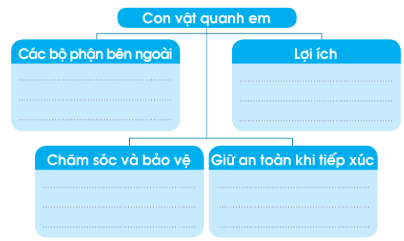 Con vật quanh em
Các bộ phận bên ngoài
Lợi ích
Chăm sóc và bảo vệ
Giữ an toàn khi tiếp xúc